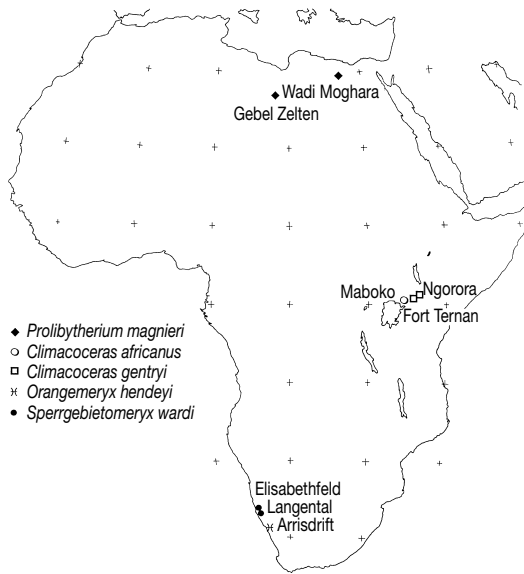 Wadi Moghara
Gebel Zelten
Maboko
Ngorora
Fort Ternan
Prolibytherium magnieri
Climacoceras africanus
Climacoceras gentryi
Orangemeryx hendeyi
Sperrgebietomeryx wardi
Elisabethfeld
Langental
Arrisdrift